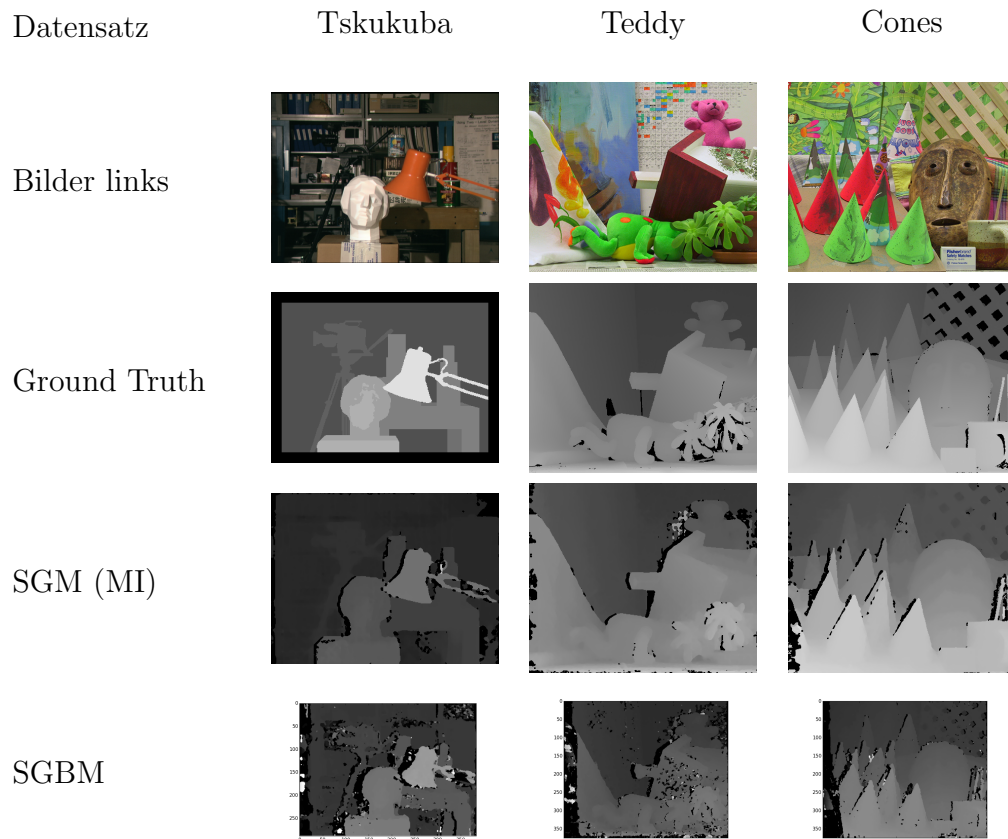 Datensatz Tskukuba Teddy Cones
Bilder links
Ground Truth
SGM (MI)
SGBM